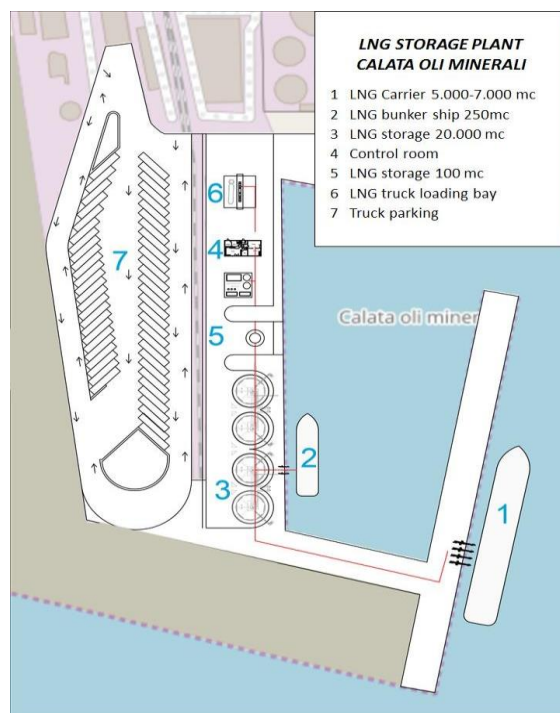 LNG STORAGE PLANT
CALATA OLI MINERALI
1 LNG Carrier 5.000-7.000 mc
2 LNG bunker ship 250mc
3 LNG storage 20.000 mc
4 Control room
5 LNG storage 100 mc
6 LNG truck loading bay
7 Truck parking
6
4
7
Calata oli miner
5
2
3
1